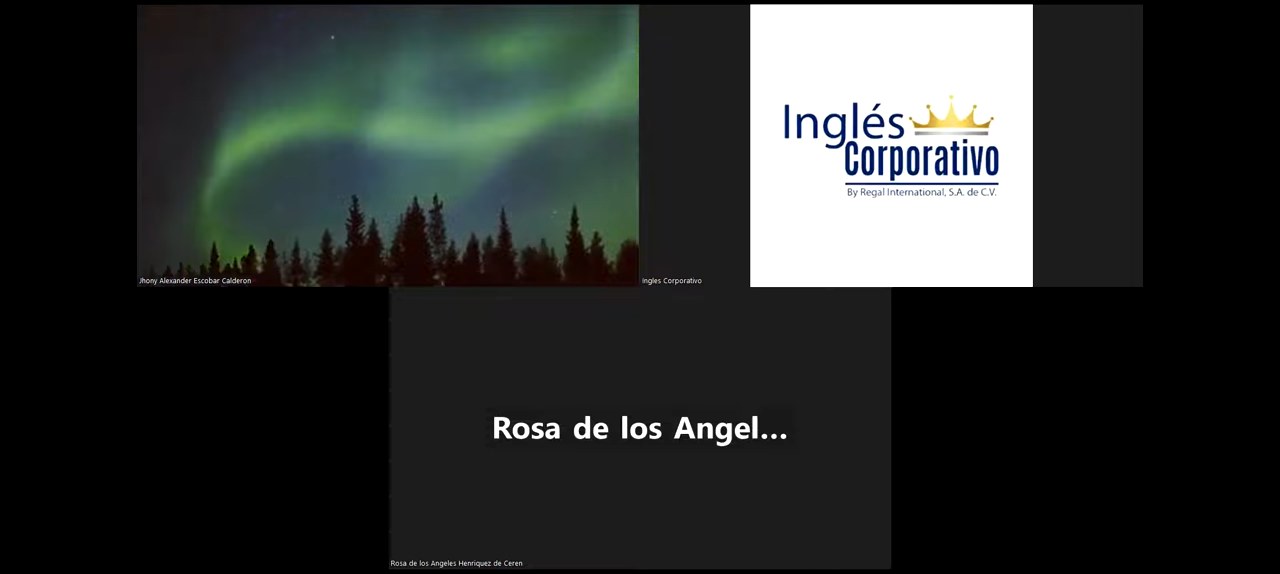 Inglés
Corporativo
By Regal International, S.A. de C.V.
Jhony Alexander Escobar Calderon
Ingles Corporativo
Rosa de los Angel...
Rosa de los Angeles Henriquez de Ceren